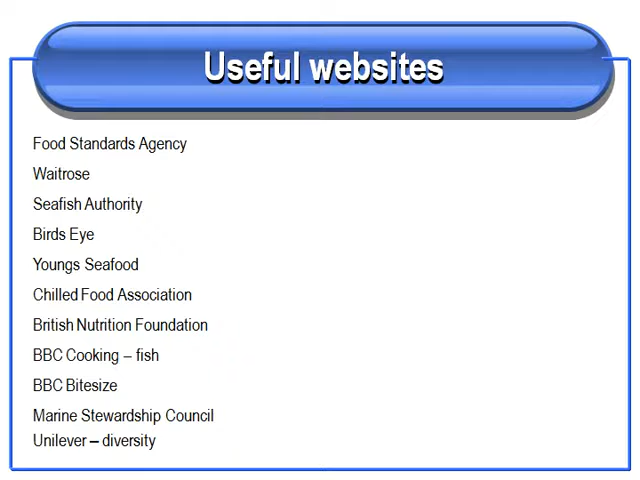 Useful websites
Food Standards Agency
Waitrose
Seafish Authority
Birds Eye
Youngs Seafood
Chilled Food Association
British Nutrition Foundation
BBC Cooking – fish
BBC Bitesize
Marine Stewardship Council
Unilever – diversity